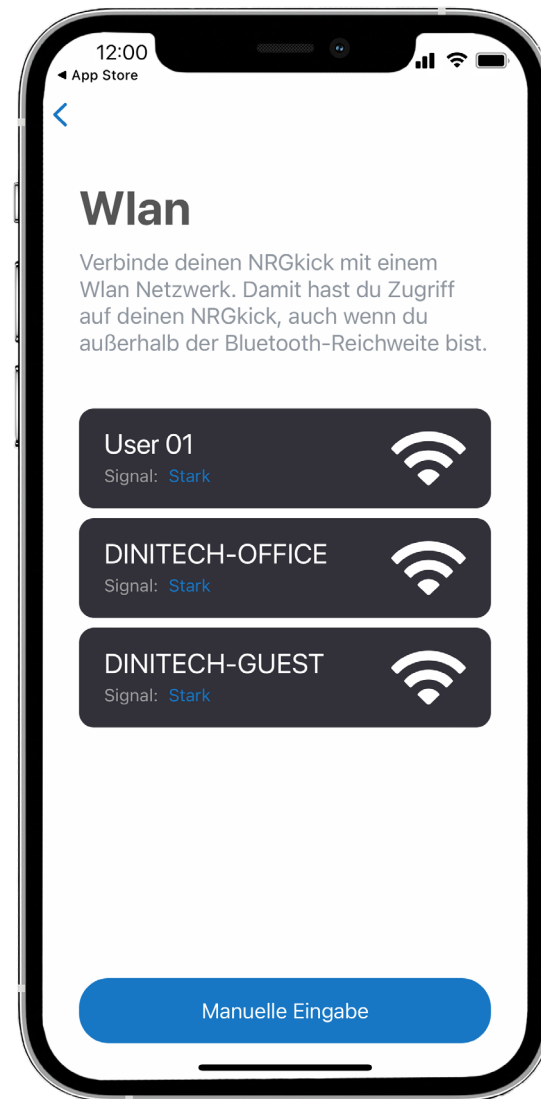 12:00
◀ App Store
Wlan
Verbinde deinen NRGkick mit einem
Wlan Netzwerk. Damit hast du Zugriff
auf deinen NRGkick, auch wenn du
außerhalb der Bluetooth-Reichweite bist.
User 01
Signal: Stark
DINITECH-OFFICE
Signal: Stark
DINITECH-GUEST
Signal: Stark
Manuelle Eingabe